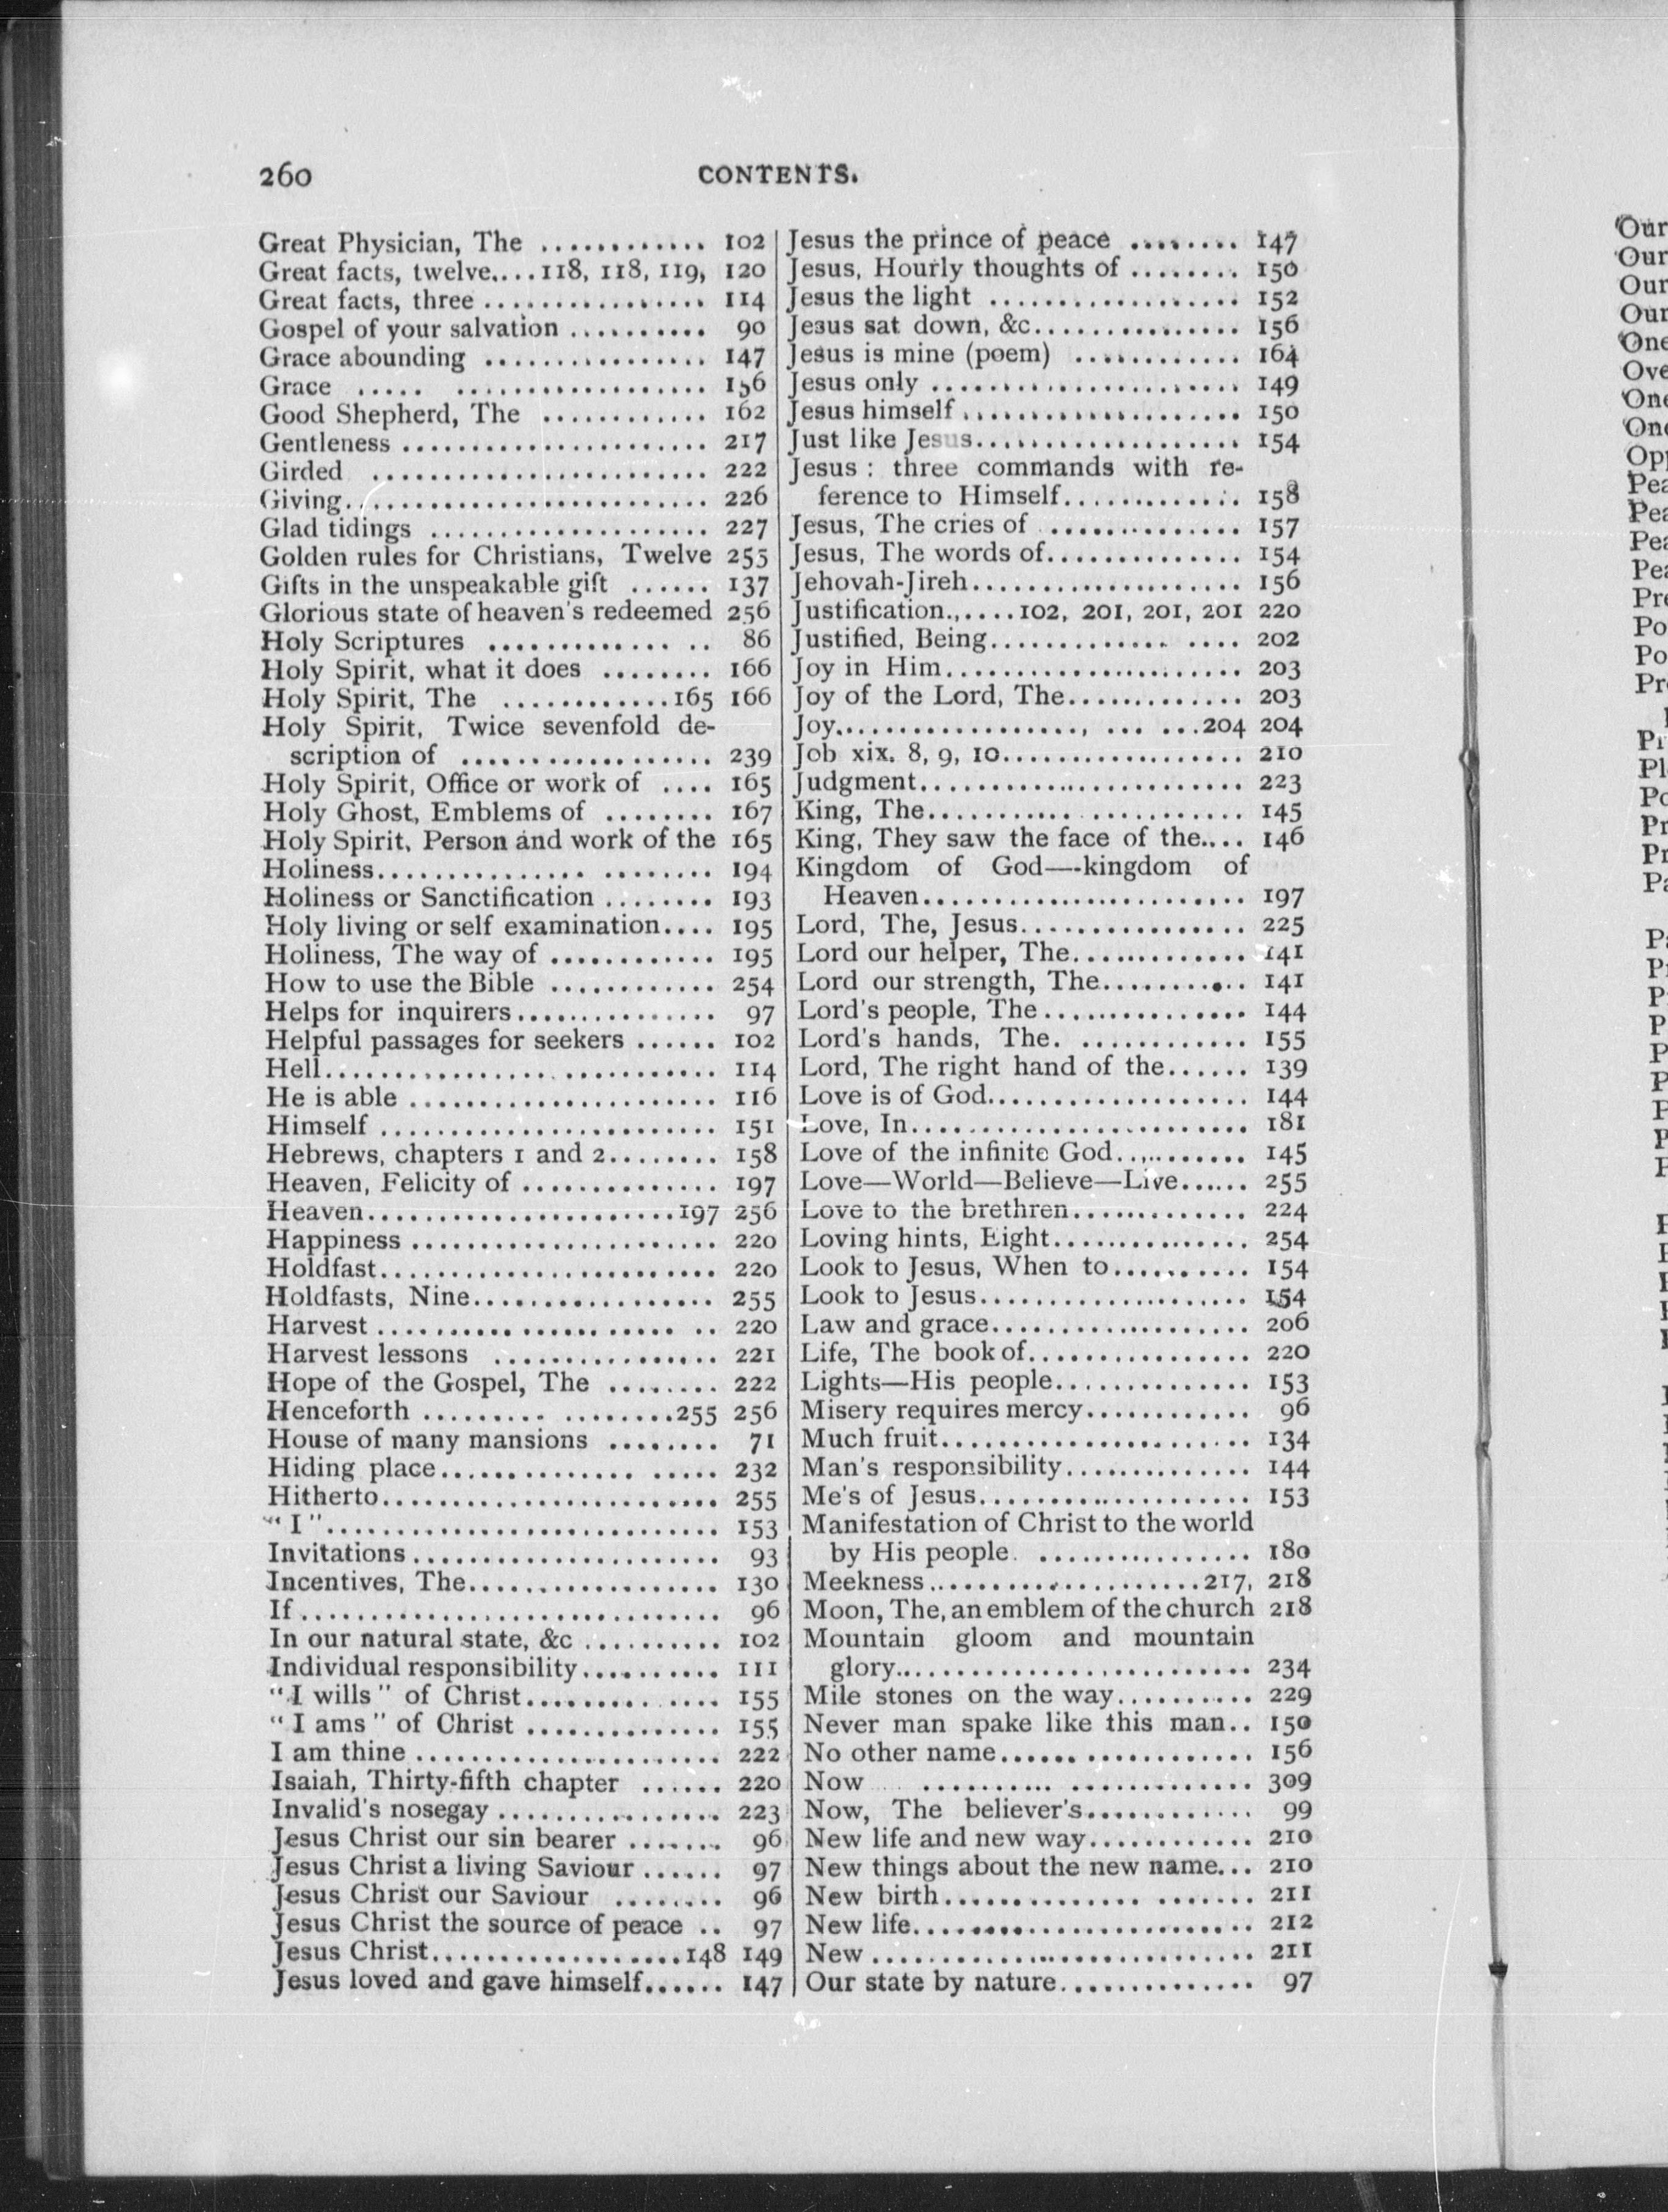 260
CONTENTS.
Great Physician, The ............ 102
Great facts, twelve....118, 118, 119, 120
Great facts, three ................ 114
Gospel of your salvation .......... 90
Grace abounding ................ 147
Grace ..... ..................
Good Shepherd, The ............ 162
Gentleness ...................... 217
Girded ........................ 222
Giving.......................... 226
Glad tidings .................... 227
Golden rules for Christians, Twelve 255
Gifts in the unspeakable gift ...... 137
Glorious state of heaven's redeemed 256
Holy Scriptures ............. .. 86
Holy Spirit, what it does ........ 166
Holy Spirit, The ............165 166
Holy Spirit, Twice sevenfold de-
scription of .................. 239
Holy Spirit, Office or work of .... 165
Holy Ghost, Emblems of ........ 167
Holy Spirit, Person and work of the 165
Holiness............... ........ 194
Holiness or Sanctification ........ 193
Holy living or self examination.... 195
Holiness, The way of ............ 195
How to use the Bible ............ 254
Helps for inquirers............... 97
Helpful passages for seekers ...... 102
Hell............................ 114
He is able ...................... 116
Himself ........................ 151
Hebrews, chapters 1 and 2........ 158
Heaven, Felicity of .............. 197
Heaven......................197 256
Happiness ...................... 220
Holdfast........................ 220
Holdfasts, Nine.................. 255
Harvest ..................... .. 220
Harvest lessons ................ 221
Hope of the Gospel, The ........ 222
Henceforth .......... ........255 256
House of many mansions ........ 71
Hiding place.............. ..... 232
Hitherto........................ 255
"I"............................ 153
Invitations ...................... 93
Incentives, The.................. 130
If .............................. 96
In our natural state, &c .......... 102
Individual responsibility.......... 111
"I wills" of Christ.............. 155
"I ams" of Christ .............. 155
I am thine ...................... 222
Isaiah, Thirty-fifth chapter ...... 220
Invalid's nosegay ................ 223
Jesus Christ our sin bearer ....... 96
Jesus Christ a living Saviour ...... 97
Jesus Christ our Saviour ........ 96
Jesus Christ the source of peace .. 97
Jesus Christ..................148 149
Jesus loved and gave himself...... 147
Jesus the prince of peace ........ 147
Jesus, Hourly thoughts of ........ 150
Jesus the light .................. 152
Jesus sat down, &c............... 156
Jesus is mine (poem) ............ 164
Jesus only ...................... 149
Jesus himself .................... 150
Just like Jesus................... 154
Jesus : three commands with re-
ference to Himself............. 158
Jesus, The cries of .............. 157
Jesus, The words of.............. 154
Jehovah-Jireh.................... 156
Justification.,....102, 201, 201, 201 220
Justified, Being............. .... 202
Joy in Him...................... 203
Joy of the Lord, The............. 203
Joy.................., ... ...204 204
Job xix. 8, 9, 10.................. 210
Judgment........................ 223
King, The........... ............ 145
King, They saw the face of the.... 146
Kingdom of God—-kingdom of
Heaven........................ 197
Lord, The, Jesus................ 225
Lord our helper, The............. 141
Lord our strength, The........... 141
Lord's people, The ............... 144
Lord's hands, The. ............ 155
Lord, The right hand of the...... 139
Love is of God................... 144
Love, In........................ 181
Love of the infinite God.......... 145
Love—World—Believe—Live...... 255
Love to the brethren............. 224
Loving hints, Eight............... 254
Look to Jesus, When to.......... 154
Look to Jesus.................... 154
Law and grace................... 206
Life, The book of................ 220
Lights—His people.............. 153
Misery requires mercy............ 96
Much fruit...................... 134
Man's responsibility.............. 144
Me's of Jesus.................... 153
Manifestation of Christ to the world
by His people. ................ 180
Meekness ....................217, 218
Moon, The, an emblem of the church 218
Mountain gloom and mountain
glory.......................... 234
Mile stones on the way.......... 229
Never man spake like this man.. 150
No other name...... ............ 156
Now .......... ............. 309
Now, The believer's............ 99
New life and new way............ 210
New things about the new name... 210
New birth.............. ....... 211
New life........................ 212
New ............................ 211
Our state by nature.............. 97